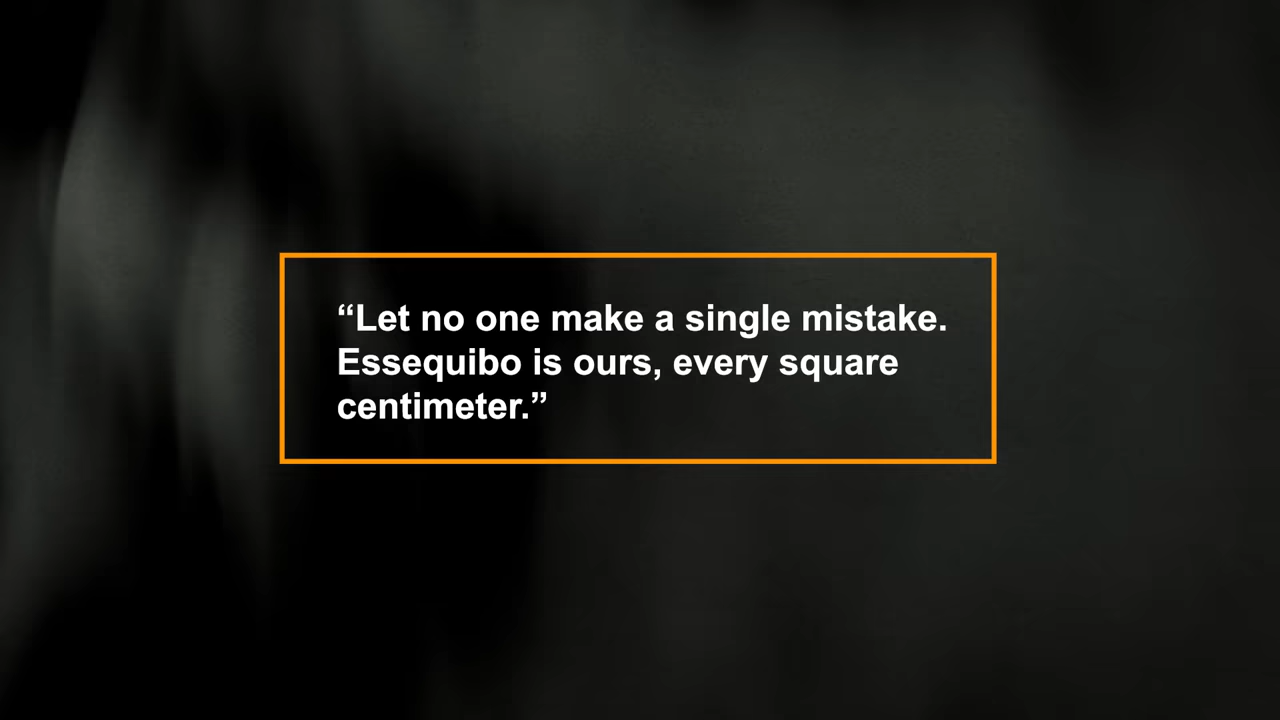 “Let no one make a single mistake.
Essequibo is ours, every square
centimeter.”